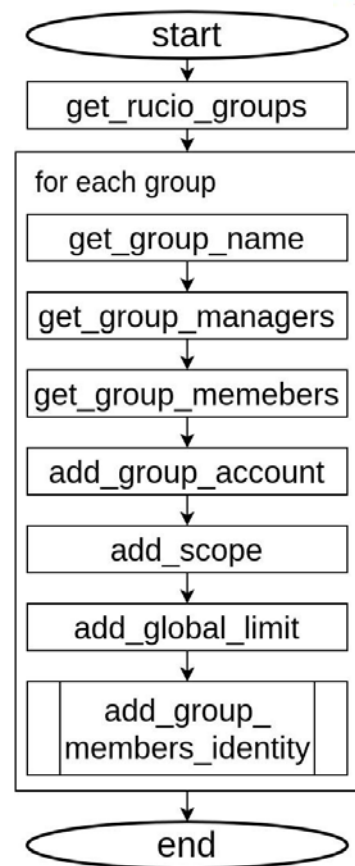 start
get_rucio_groups
for each group
get_group_name
get_group_managers
get_group_memebers
add_group_account
add_scope
add_global_limit
add_group_
members_identity
end